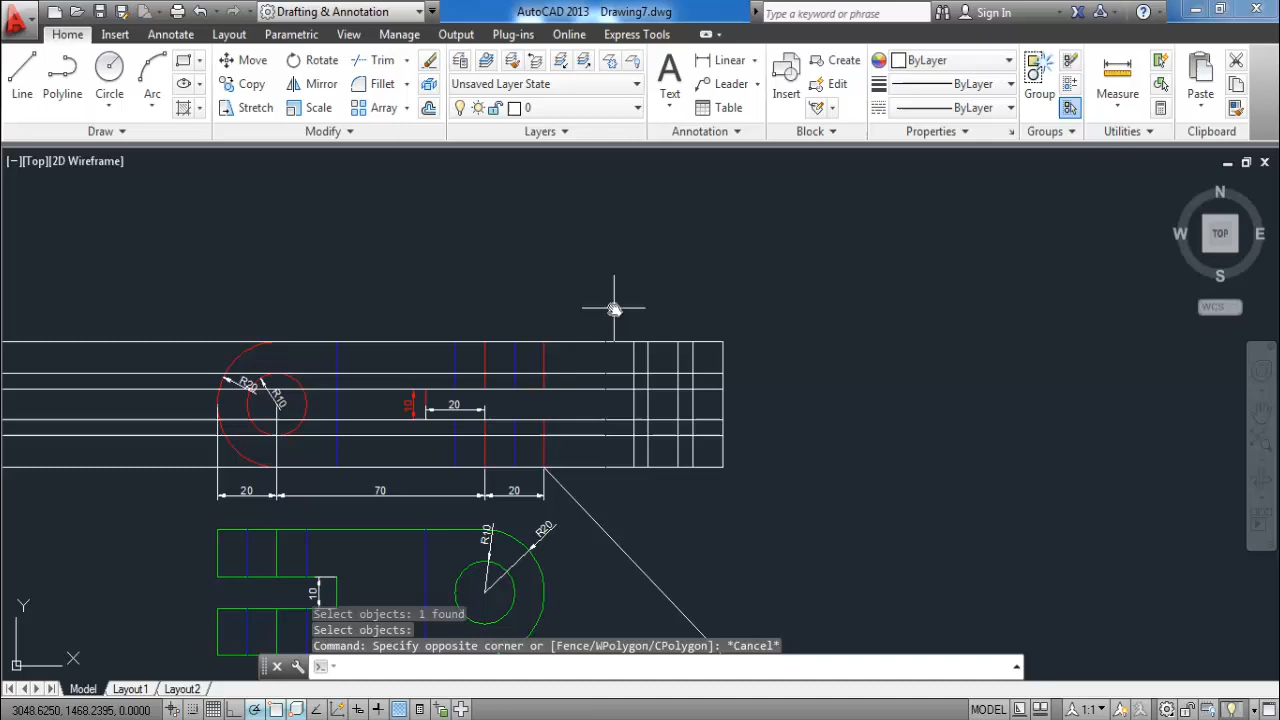 Drafting & Annotation
AutoCAD 2013 Drawing7.dwg
Type a keyword or phrase
Sign In
Home Insert Annotate Layout Parametric View Manage Output Plug-ins Online Express Tools
Line Polyline Circle Arc
Move Rotate Trim
Copy Mirror Fillet
Stretch Scale Array
Unsaved Layer State
0
Text
Linear
Leader
Table
Insert
Create
Edit
ByLayer
ByLayer
ByLayer
Group
Measure
Paste
Draw Modify Layers Annotation Block Properties Groups Utilities Clipboard
[−][Top][2D Wireframe]
N
W TOP E
S
WCS
R20
R10
10
20
20 70 20
R10
R20
10
Y
X
Select objects: 1 found
Select objects:
Command: Specify opposite corner or [Fence/WPolygon/CPolygon]: *Cancel*
Model Layout1 Layout2
3048.6250, 1468.2395, 0.0000
MODEL
1:1